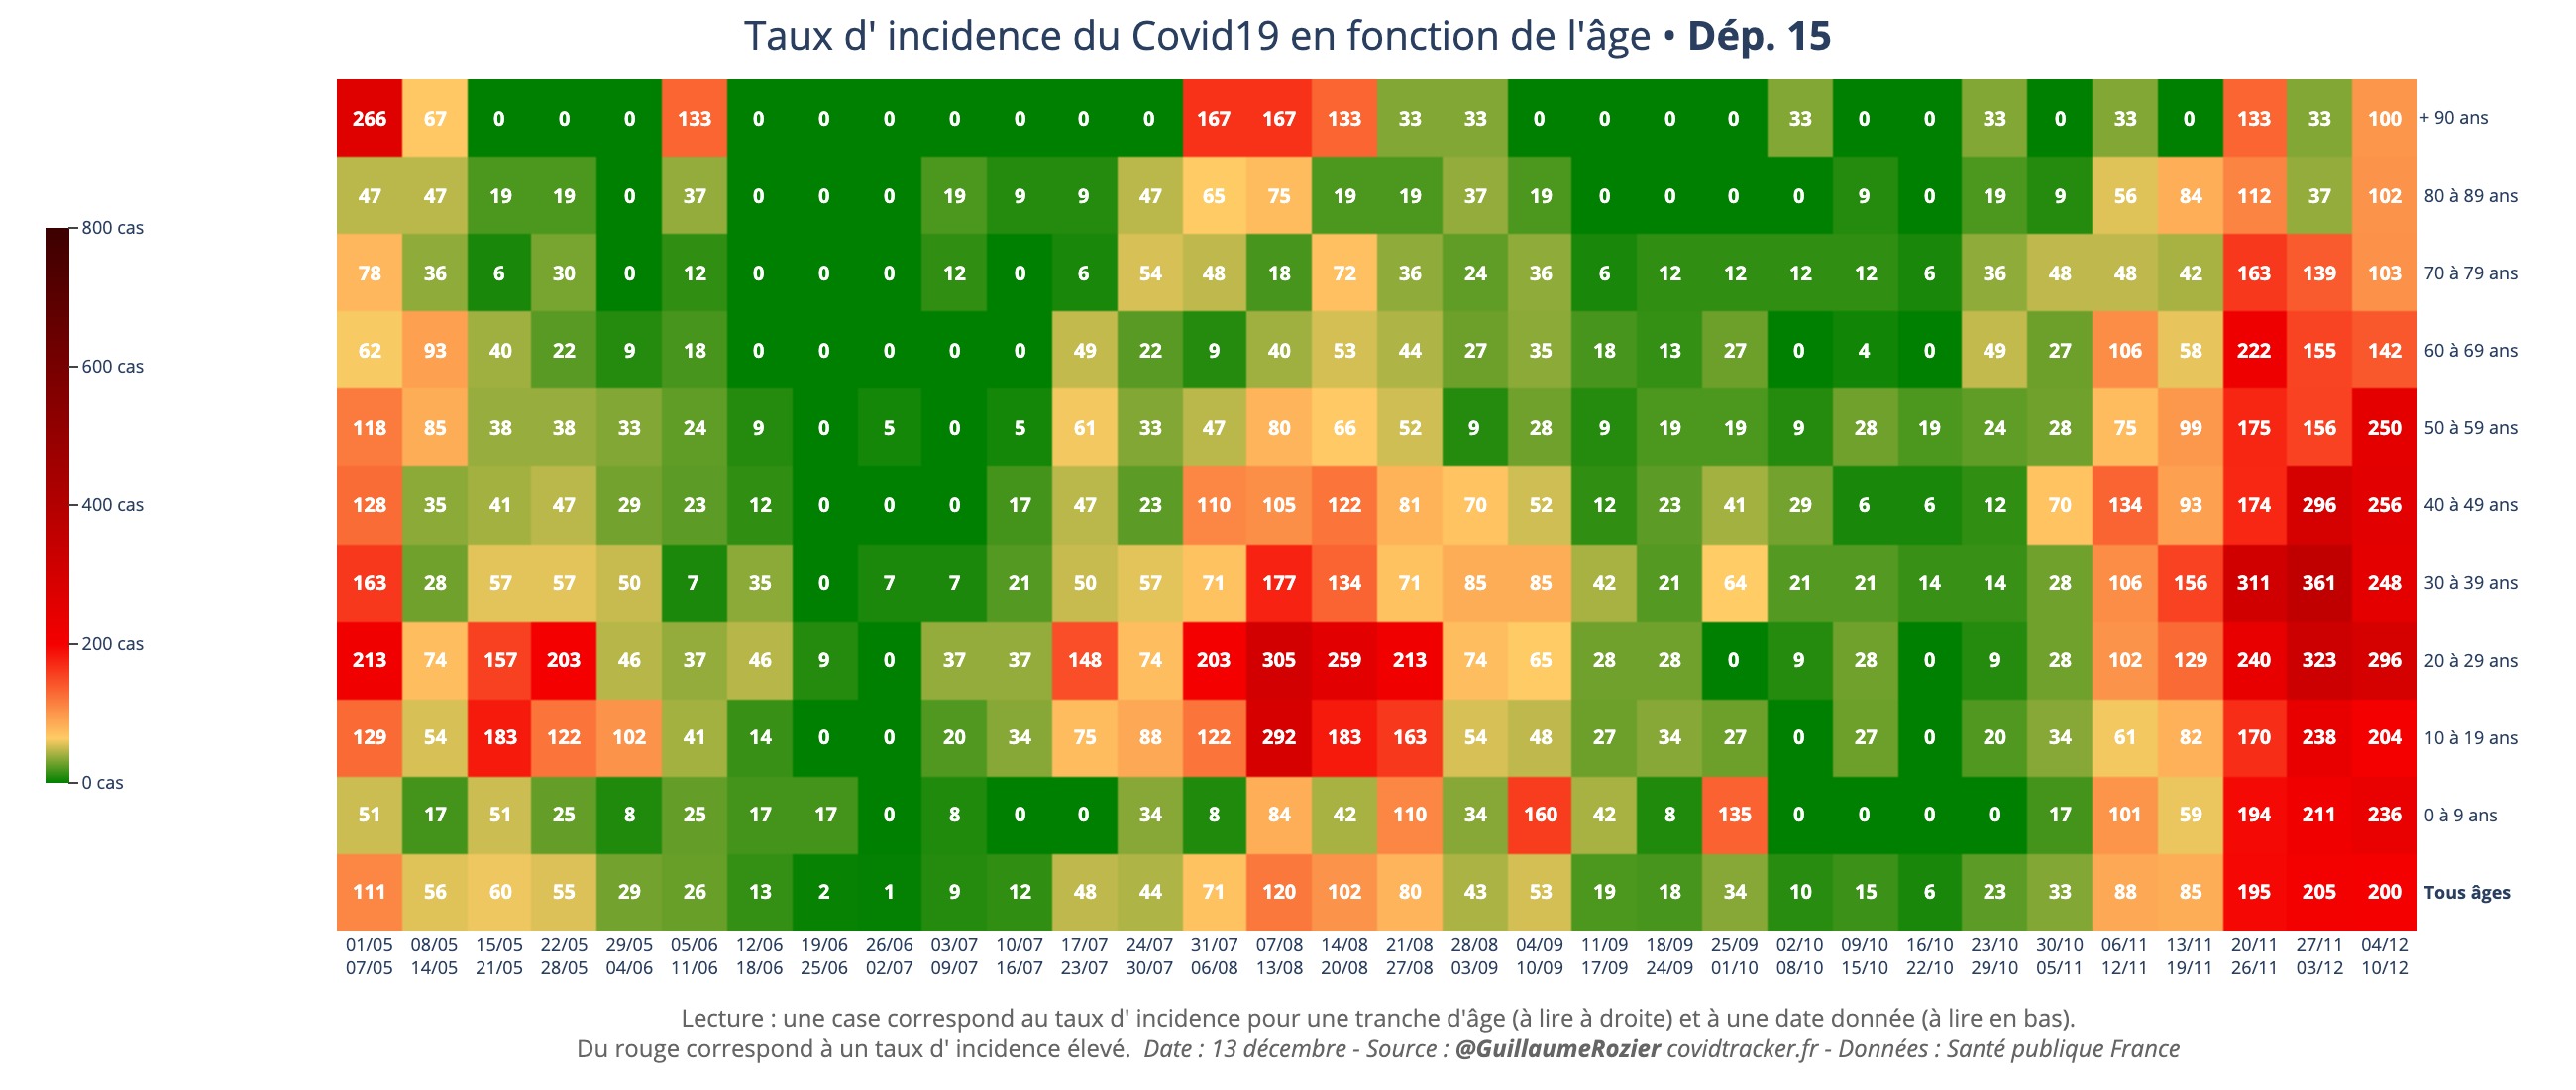 Taux d' incidence du Covid19 en fonction de l'âge • Dép. 15
800 cas
600 cas
400 cas
200 cas
0 cas
266 67 0 0 0 133 0 0 0 0 0 0 0 167 167 133 33 33 0 0 0 0 33 0 0 33 0 33 0 133 33 100 + 90 ans
47 47 19 19 0 37 0 0 0 19 9 9 47 65 75 19 19 37 19 0 0 0 0 9 0 19 9 56 84 112 37 102 80 à 89 ans
78 36 6 30 0 12 0 0 0 12 0 6 54 48 18 72 36 24 36 6 12 12 12 12 6 36 48 48 42 163 139 103 70 à 79 ans
62 93 40 22 9 18 0 0 0 0 0 49 22 9 40 53 44 27 35 18 13 27 0 4 0 49 27 106 58 222 155 142 60 à 69 ans
118 85 38 38 33 24 9 0 5 0 5 61 33 47 80 66 52 9 28 9 19 19 9 28 19 24 28 75 99 175 156 250 50 à 59 ans
128 35 41 47 29 23 12 0 0 0 17 47 23 110 105 122 81 70 52 12 23 41 29 6 6 12 70 134 93 174 296 256 40 à 49 ans
163 28 57 57 50 7 35 0 7 7 21 50 57 71 177 134 71 85 85 42 21 64 21 21 14 14 28 106 156 311 361 248 30 à 39 ans
213 74 157 203 46 37 46 9 0 37 37 148 74 203 305 259 213 74 65 28 28 0 9 28 0 9 28 102 129 240 323 296 20 à 29 ans
129 54 183 122 102 41 14 0 0 20 34 75 88 122 292 183 163 54 48 27 34 27 0 27 0 20 34 61 82 170 238 204 10 à 19 ans
51 17 51 25 8 25 17 17 0 8 0 0 34 8 84 42 110 34 160 42 8 135 0 0 0 0 17 101 59 194 211 236 0 à 9 ans
111 56 60 55 29 26 13 2 1 9 12 48 44 71 120 102 80 43 53 19 18 34 10 15 6 23 33 88 85 195 205 200 Tous âges
01/05 08/05 15/05 22/05 29/05 05/06 12/06 19/06 26/06 03/07 10/07 17/07 24/07 31/07 07/08 14/08 21/08 28/08 04/09 11/09 18/09 25/09 02/10 09/10 16/10 23/10 30/10 06/11 13/11 20/11 27/11 04/12
07/05 14/05 21/05 28/05 04/06 11/06 18/06 25/06 02/07 09/07 16/07 23/07 30/07 06/08 13/08 20/08 27/08 03/09 10/09 17/09 24/09 01/10 08/10 15/10 22/10 29/10 05/11 12/11 19/11 26/11 03/12 10/12
Lecture : une case correspond au taux d' incidence pour une tranche d'âge (à lire à droite) et à une date donnée (à lire en bas).
Du rouge correspond à un taux d' incidence élevé. Date : 13 décembre - Source : @GuillaumeRozier covidtracker.fr - Données : Santé publique France